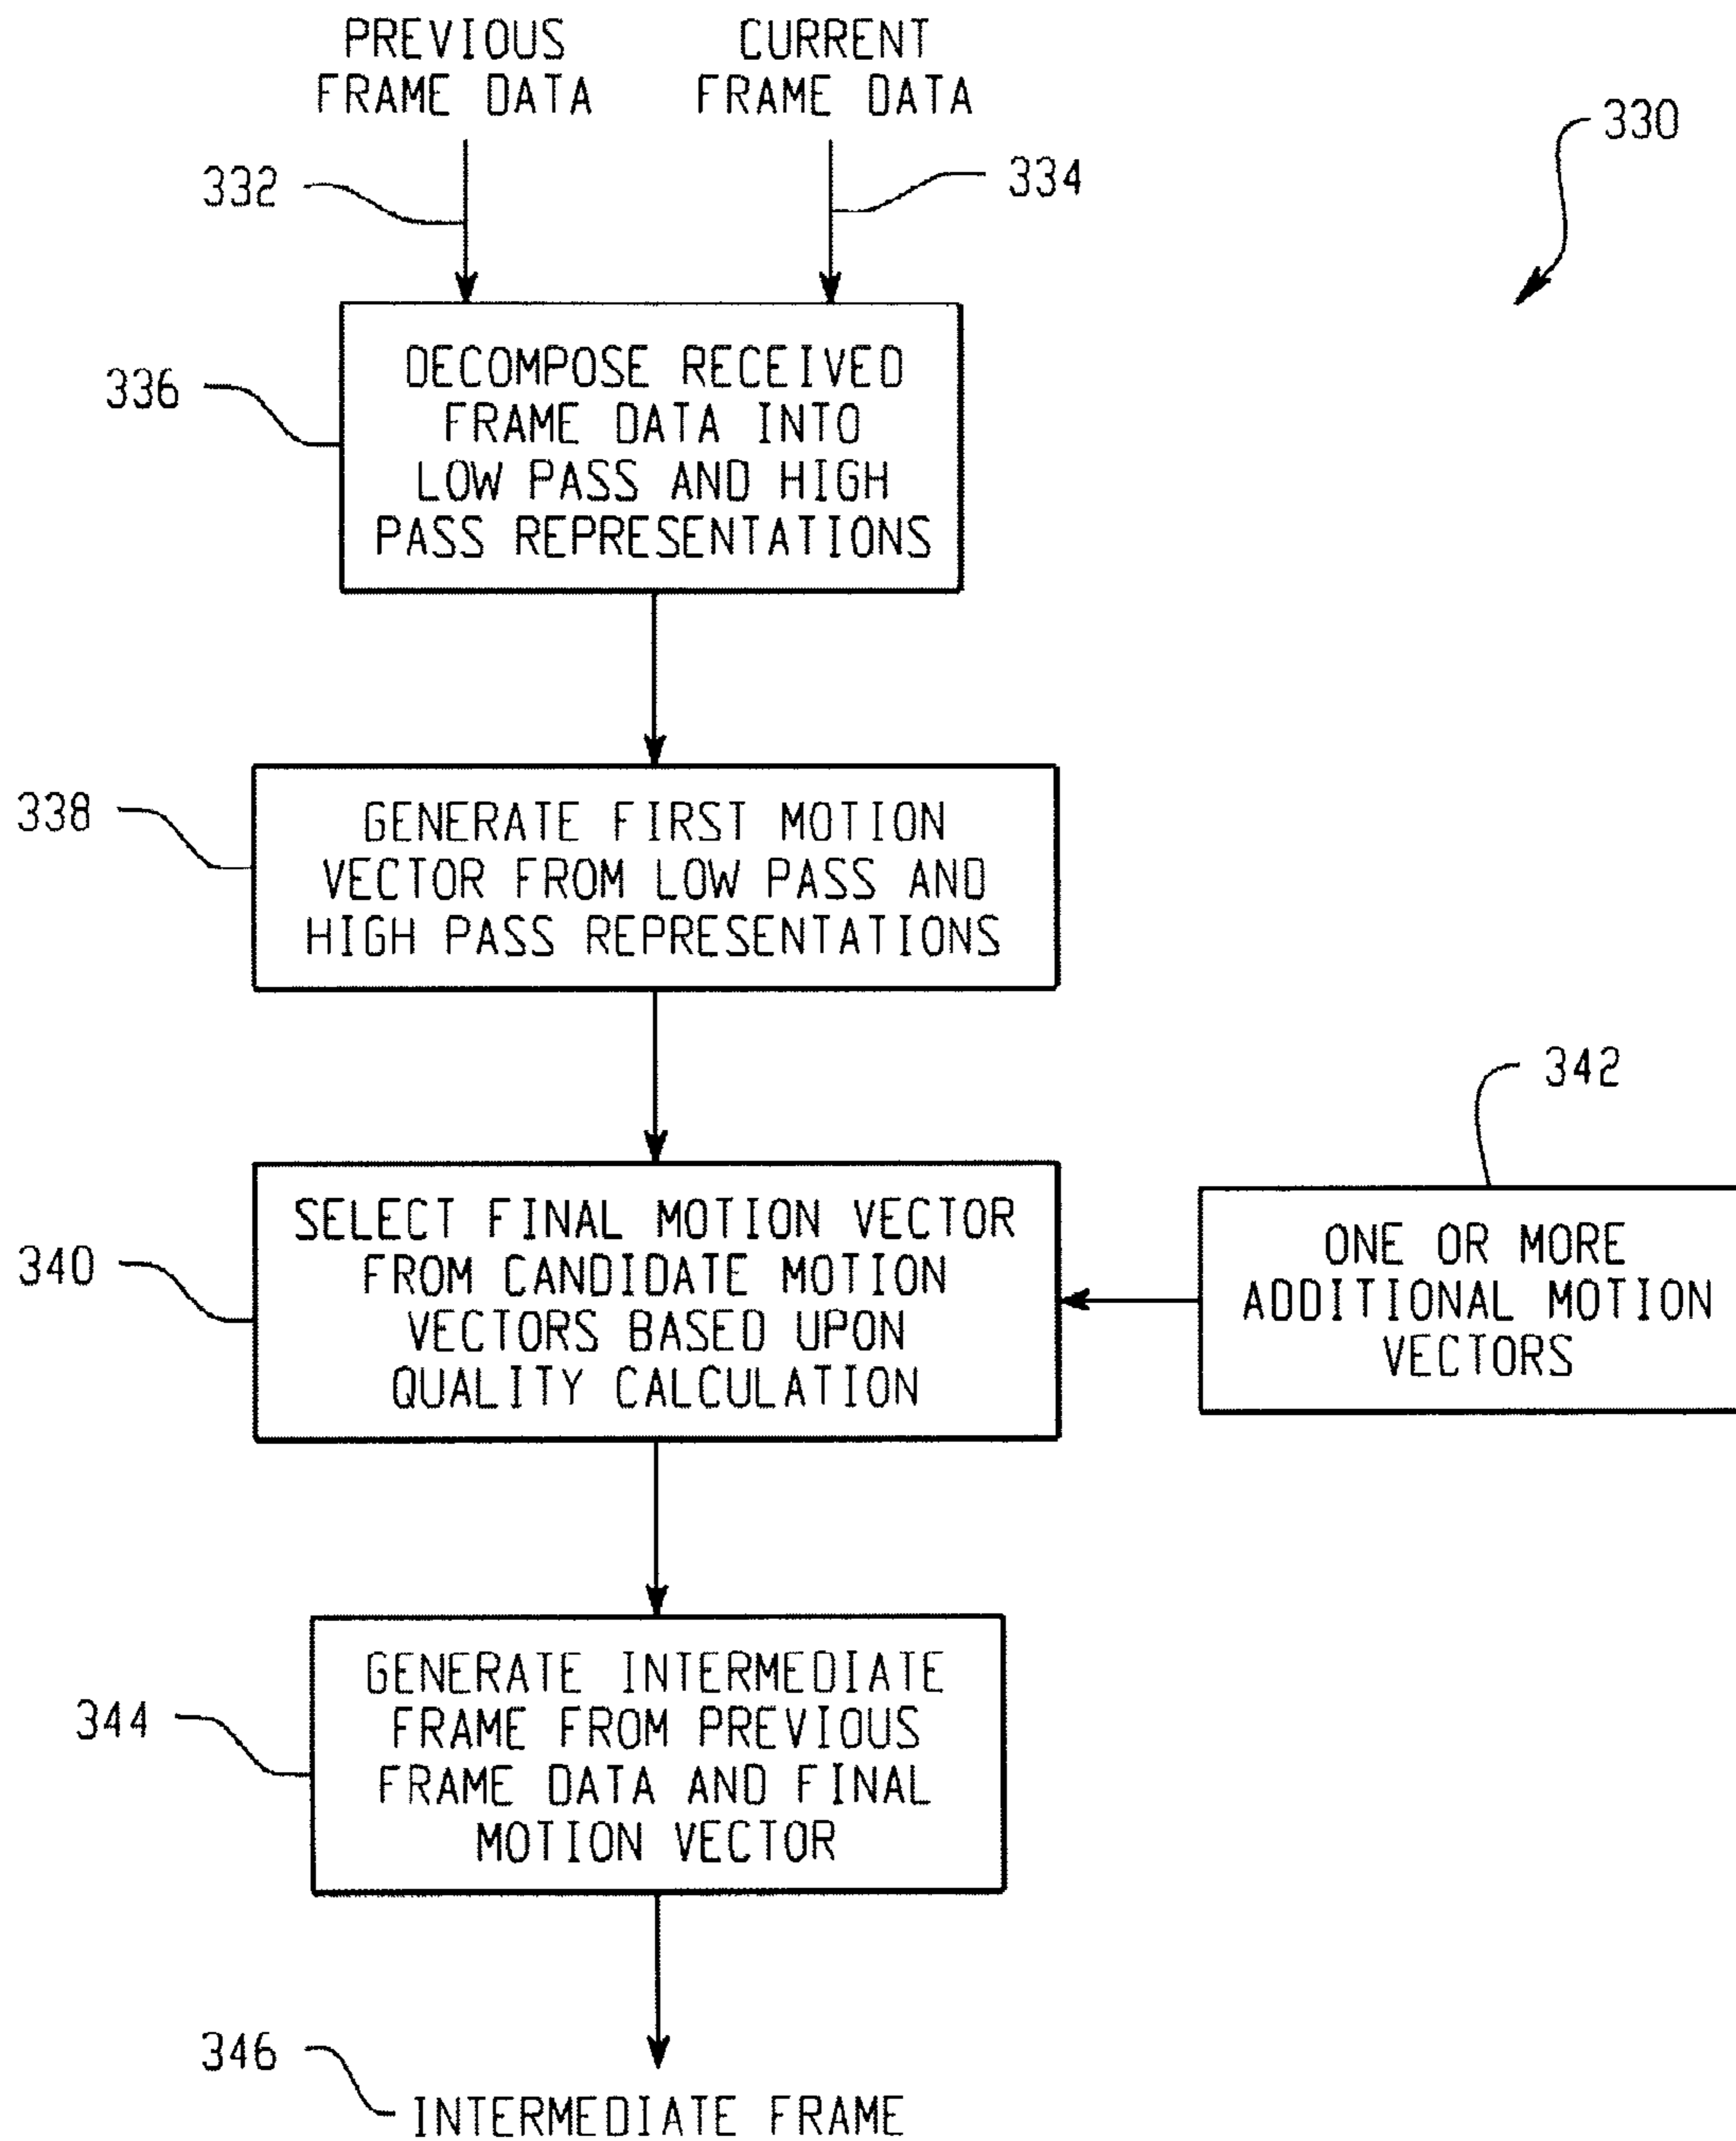 PREVIOUS
FRAME DATA
CURRENT
FRAME DATA
330
332
334
336
DECOMPOSE RECEIVED
FRAME DATA INTO
LOW PASS AND HIGH
PASS REPRESENTATIONS
338
GENERATE FIRST MOTION
VECTOR FROM LOW PASS AND
HIGH PASS REPRESENTATIONS
342
340
SELECT FINAL MOTION VECTOR
FROM CANDIDATE MOTION
VECTORS BASED UPON
QUALITY CALCULATION
ONE OR MORE
ADDITIONAL MOTION
VECTORS
344
GENERATE INTERMEDIATE
FRAME FROM PREVIOUS
FRAME DATA AND FINAL
MOTION VECTOR
346
INTERMEDIATE FRAME